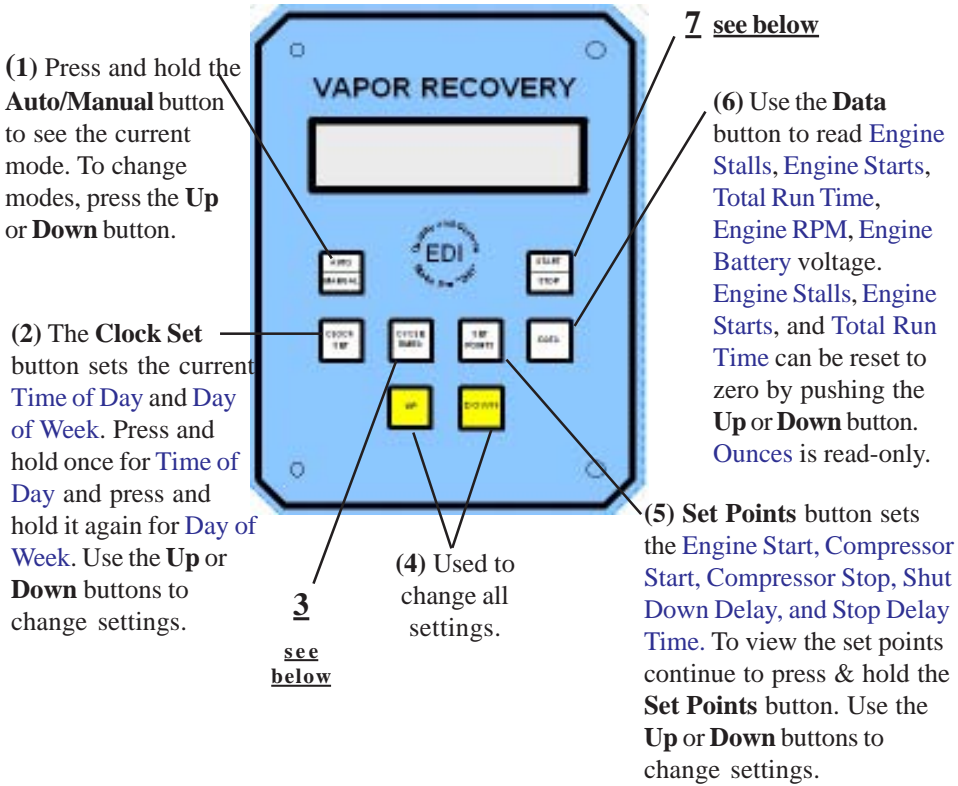 7 see below
(1) Press and hold the
Auto/Manual button
to see the current
mode. To change
modes, press the Up
or Down button.
VAPOR RECOVERY
(6) Use the Data
button to read Engine
Stalls, Engine Starts,
Total Run Time,
Engine RPM, Engine
Battery voltage.
Engine Stalls, Engine
Starts, and Total Run
Time can be reset to
zero by pushing the
Up or Down button.
Ounces is read-only.
EDI
AUTO
MANUAL
START
STOP
(2) The Clock Set
button sets the current
Time of Day and Day
of Week. Press and
hold once for Time of
Day and press and
hold it again for Day of
Week. Use the Up or
Down buttons to
change settings.
CLOCK
SET
CYCLE
SET
POINTS
DATA
UP
DOWN
3
see
below
(4) Used to
change all
settings.
(5) Set Points button sets
the Engine Start, Compressor
Start, Compressor Stop, Shut
Down Delay, and Stop Delay
Time. To view the set points
continue to press & hold the
Set Points button. Use the
Up or Down buttons to
change settings.